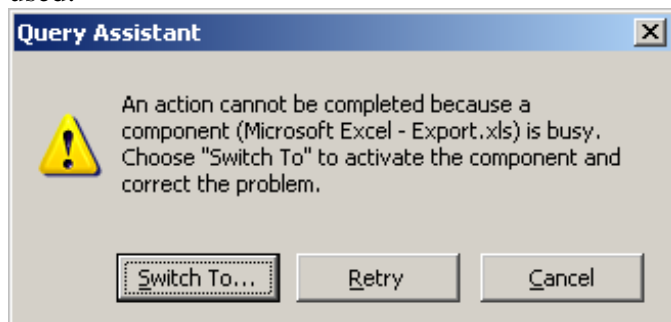 used.
Query Assistant
An action cannot be completed because a
component (Microsoft Excel - Export.xls) is busy.
Choose "Switch To" to activate the component and
correct the problem.
Switch To... Retry Cancel